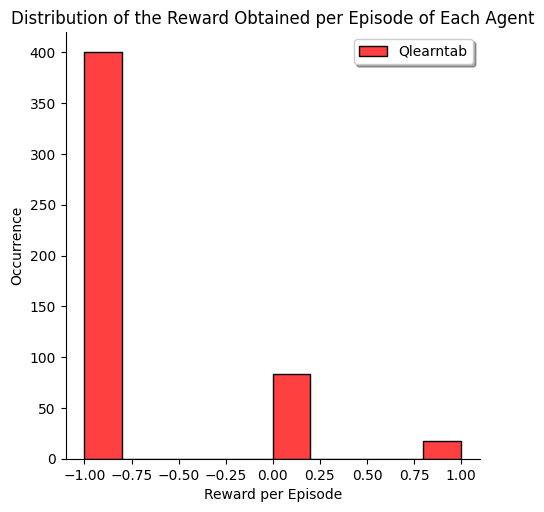 Distribution of the Reward Obtained per Episode of Each Agent
Qlearntab
400
350
300
250
200
150
100
50
0
Occurrence
−1.00 −0.75 −0.50 −0.25 0.00 0.25 0.50 0.75 1.00
Reward per Episode